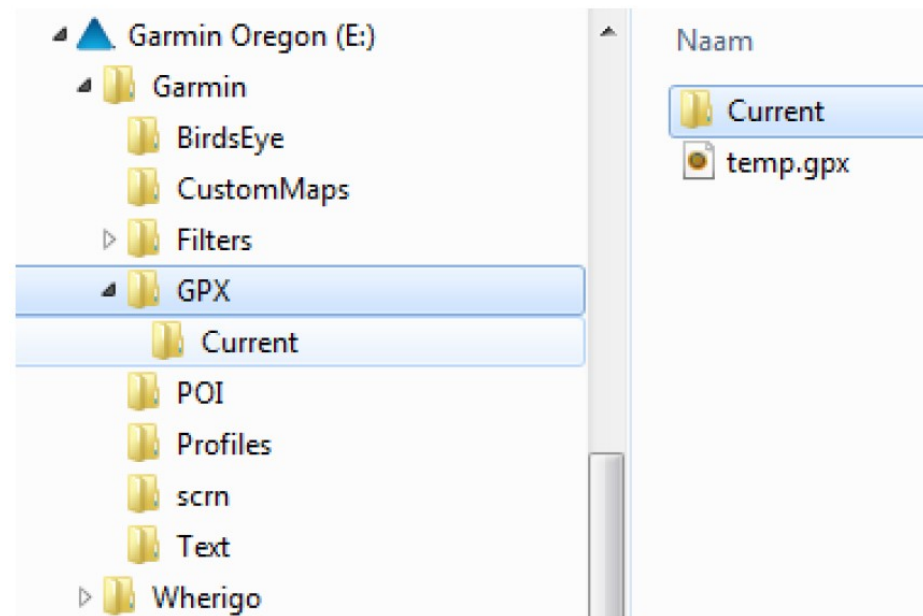 Garmin Oregon (E:)
Garmin
BirdsEye
CustomMaps
Filters
GPX
Current
POI
Profiles
scrn
Text
Wherigo
Naam
Current
temp.gpx